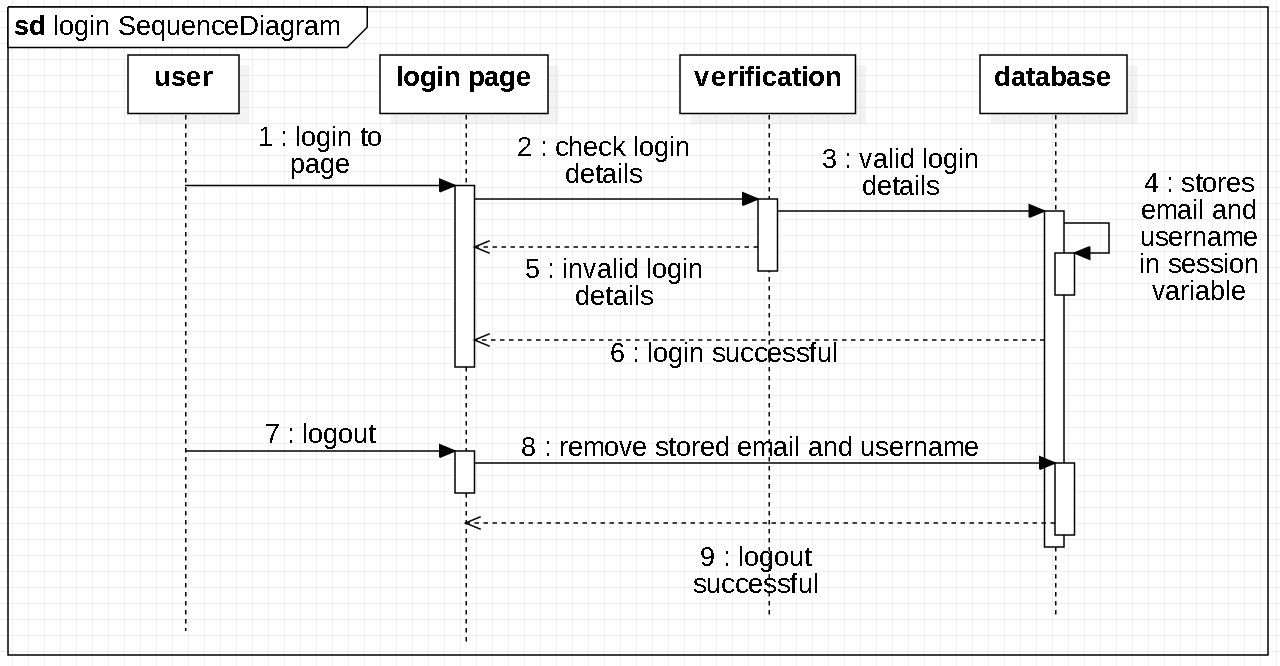 sd login SequenceDiagram
user
login page
verification
database
1 : login to
page
2 : check login
details
3 : valid login
details
4 : stores
email and
username
in session
variable
5 : invalid login
details
6 : login successful
7 : logout
8 : remove stored email and username
9 : logout
successful